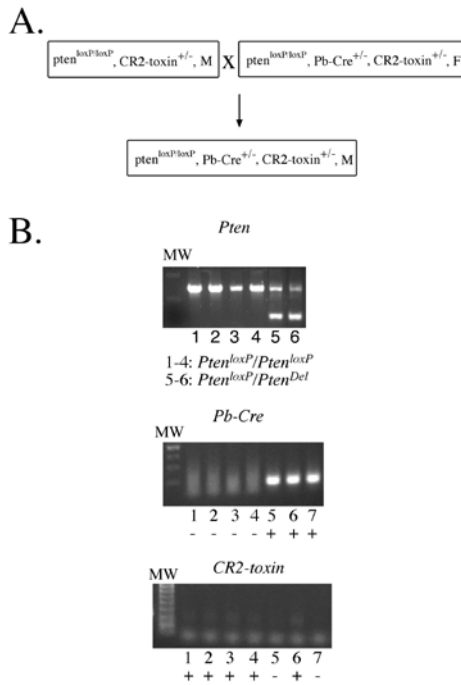 A.
pten^loxP/loxP, CR2-toxin^+/-, M X pten^loxP/loxP, Pb-Cre^+/-, CR2-toxin^+/-, F
pten^loxP/loxP, Pb-Cre^+/-, CR2-toxin^+/-, M
B.
Pten
MW
1 2 3 4 5 6
1-4: Pten^loxP/Pten^loxP
5-6: Pten^loxP/Pten^Del
Pb-Cre
MW
1 2 3 4 5 6 7
- - - - + + +
CR2-toxin
MW
1 2 3 4 5 6 7
+ + + + - + -